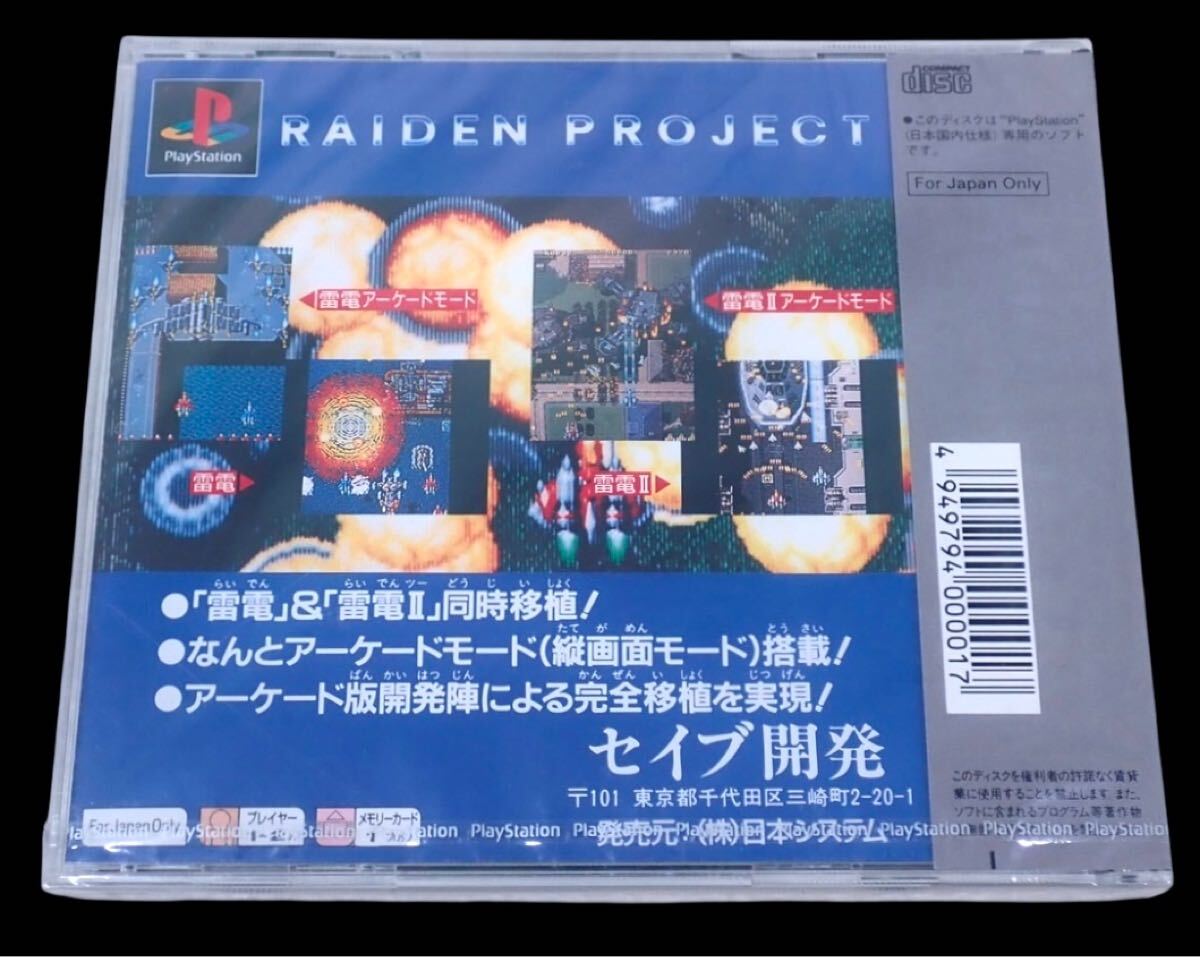 PlayStation
RAIDEN PROJECT
COMPACT
disc
●このディスクは"PlayStation"
(日本国内仕様)専用のソフト
です。
For Japan Only
雷電アーケードモード
雷電Ⅱアーケードモード
雷電
雷電Ⅱ
●「雷電」&「雷電Ⅱ」同時移植!
●なんとアーケードモード(縦画面モード)搭載!
●アーケード版開発陣による完全移植を実現!
セイブ開発
〒101 東京都千代田区三崎町2-20-1
発売元・(株)日本システム
For Japan Only
プレイヤー
メモリーカード
PlayStation PlayStation PlayStation PlayStation PlayStation PlayStation PlayStation
4949794000017
このディスクを権利者の許諾なく賃貸
業に使用することを禁止します。また、
ソフトに含まれるプログラム等著作物